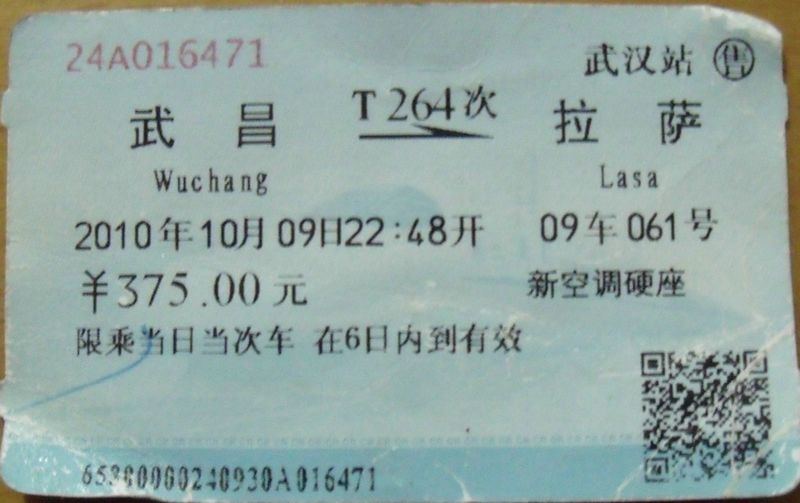 24A016471
武汉站 售
武昌 T264次 拉萨
Wuchang Lasa
2010年10月09日22:48开 09车061号
¥375.00元 新空调硬座
限乘当日当次车 在6日内到有效
65300000240930A016471